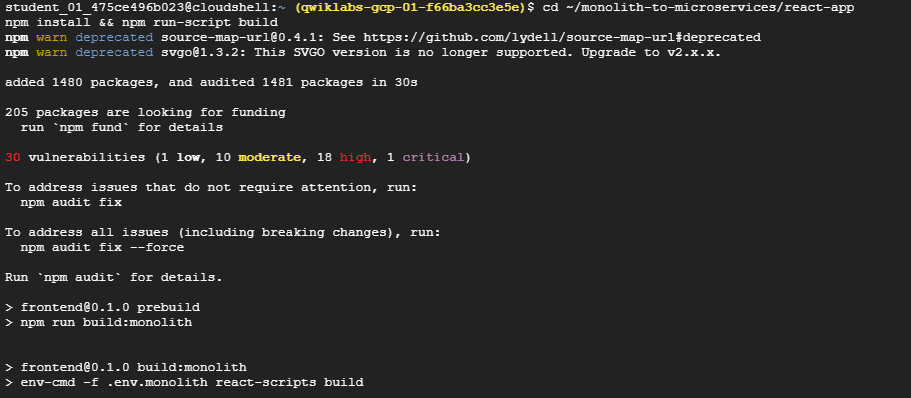 student_01_475ce496b023@cloudshell:~ (qwiklabs-gcp-01-f66ba3cc3e5e)$ cd ~/monolith-to-microservices/react-app
npm install && npm run-script build
npm warn deprecated source-map-url@0.4.1: See https://github.com/lydell/source-map-url#deprecated
npm warn deprecated svgo@1.3.2: This SVGO version is no longer supported. Upgrade to v2.x.x.
added 1480 packages, and audited 1481 packages in 30s
205 packages are looking for funding
run `npm fund` for details
30 vulnerabilities (1 low, 10 moderate, 18 high, 1 critical)
To address issues that do not require attention, run:
npm audit fix
To address all issues (including breaking changes), run:
npm audit fix --force
Run `npm audit` for details.
> frontend@0.1.0 prebuild
> npm run build:monolith
> frontend@0.1.0 build:monolith
> env-cmd -f .env.monolith react-scripts build